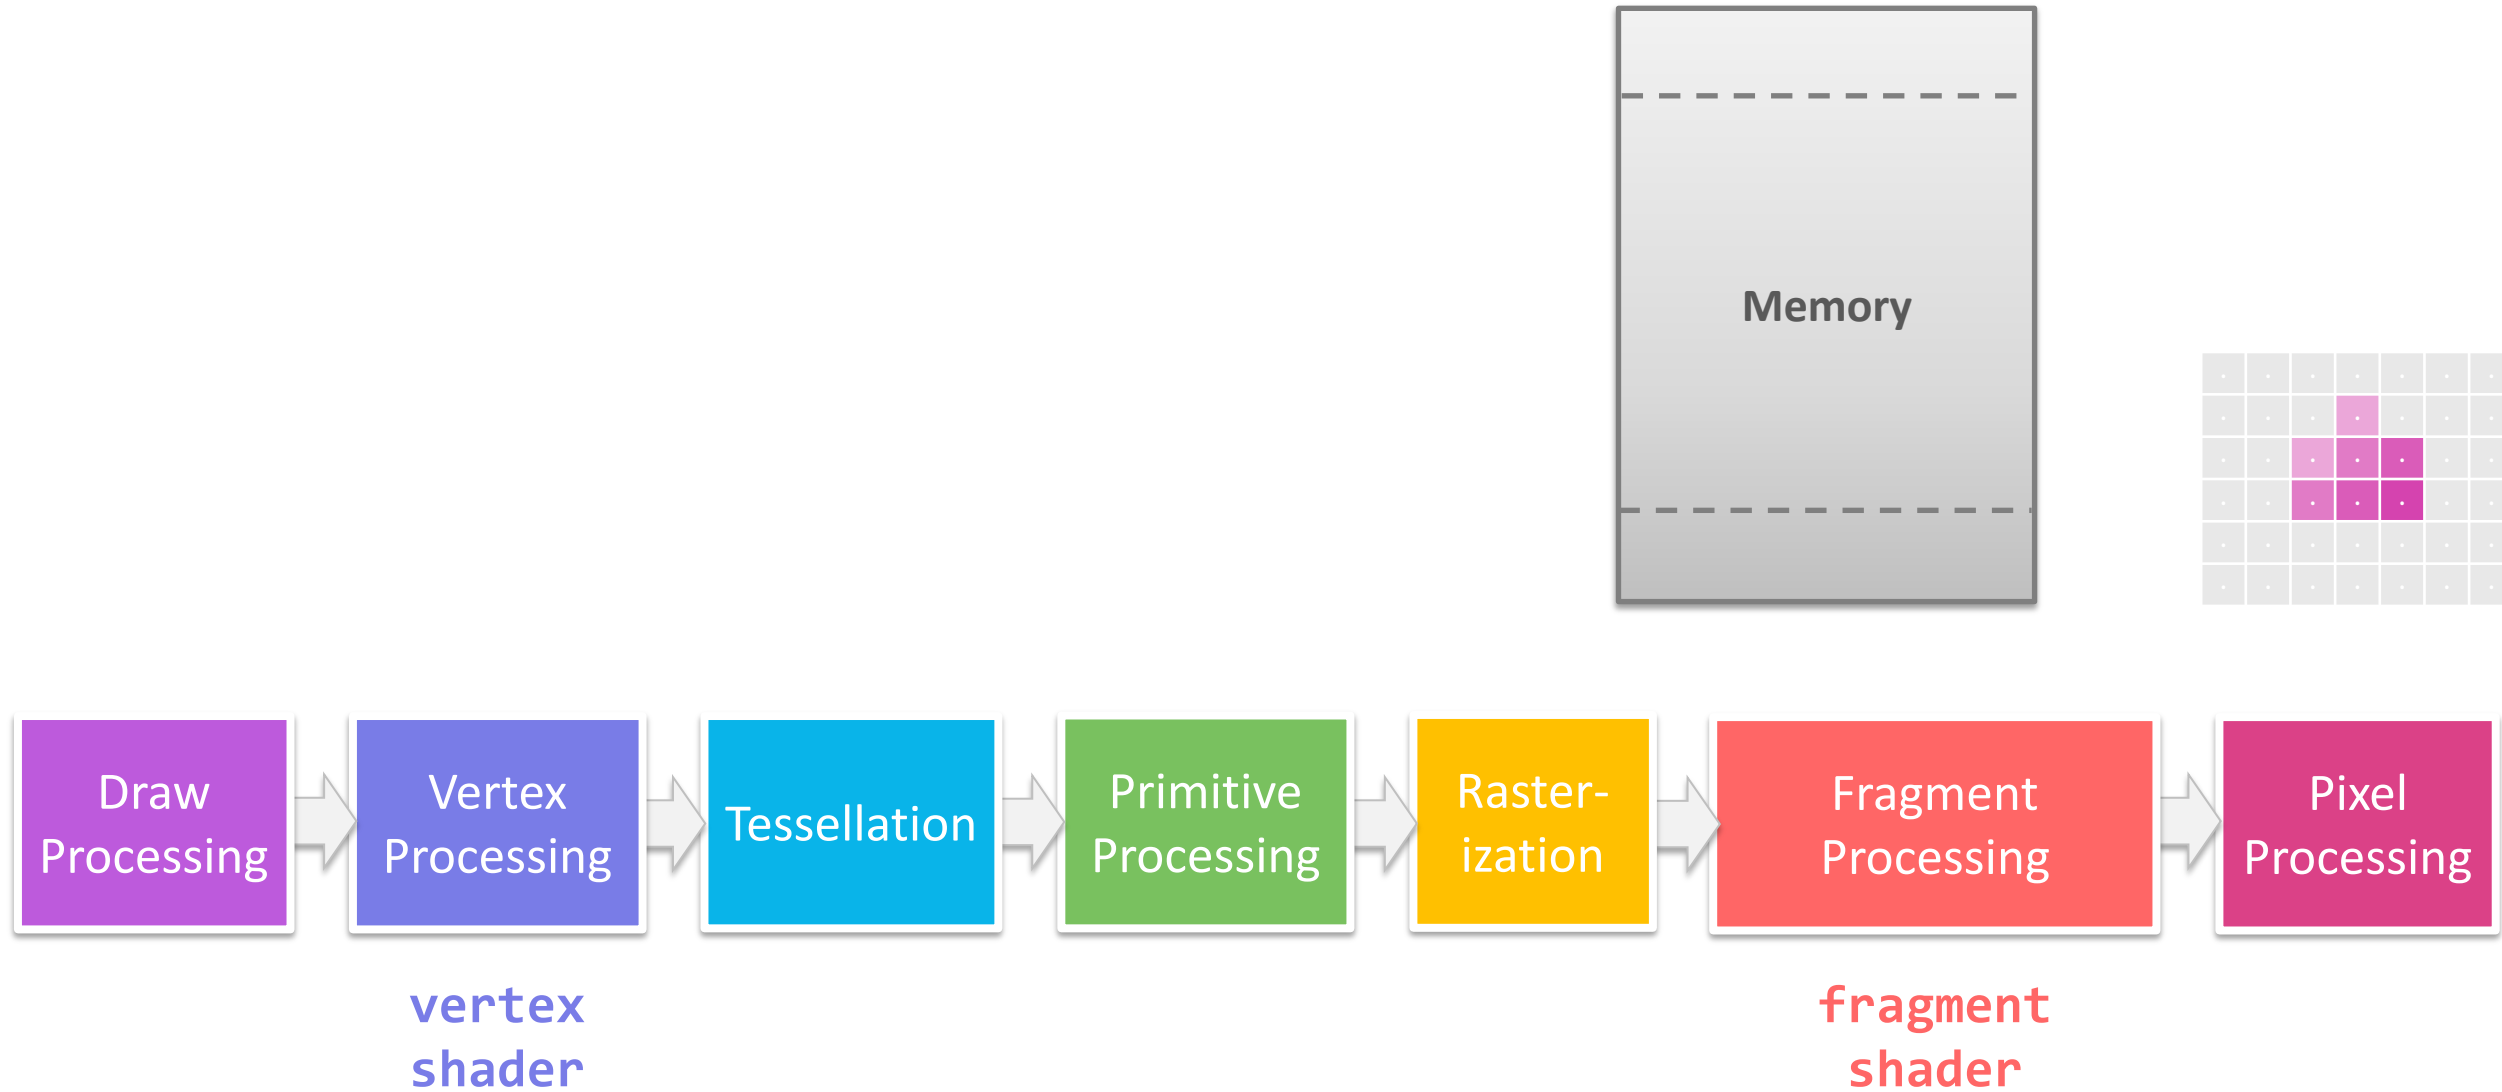 Memory
Draw
Processing
Vertex
Processing
Tessellation
Primitive
Processing
Raster-
ization
Fragment
Processing
Pixel
Processing
vertex
shader
fragment
shader